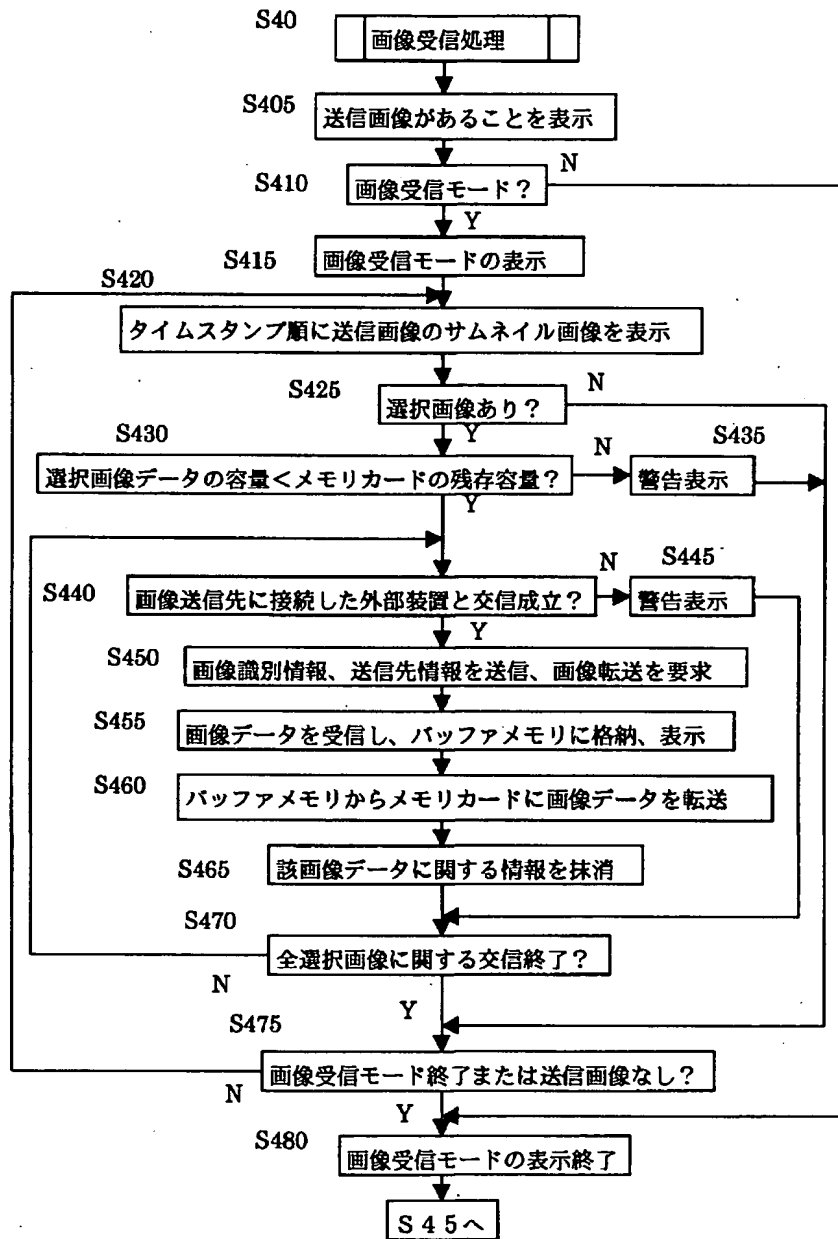 S40
画像受信処理
S405
送信画像があることを表示
S410
画像受信モード？
N
Y
S415
画像受信モードの表示
S420
タイムスタンプ順に送信画像のサムネイル画像を表示
S425
選択画像あり？
N
Y
S430
選択画像データの容量＜メモリカードの残存容量？
N
S435
警告表示
Y
S440
画像送信先に接続した外部装置と交信成立？
N
S445
警告表示
Y
S450
画像識別情報、送信先情報を送信、画像転送を要求
S455
画像データを受信し、バッファメモリに格納、表示
S460
バッファメモリからメモリカードに画像データを転送
S465
該画像データに関する情報を抹消
S470
全選択画像に関する交信終了？
N
Y
S475
画像受信モード終了または送信画像なし？
N
Y
S480
画像受信モードの表示終了
Ｓ４５へ